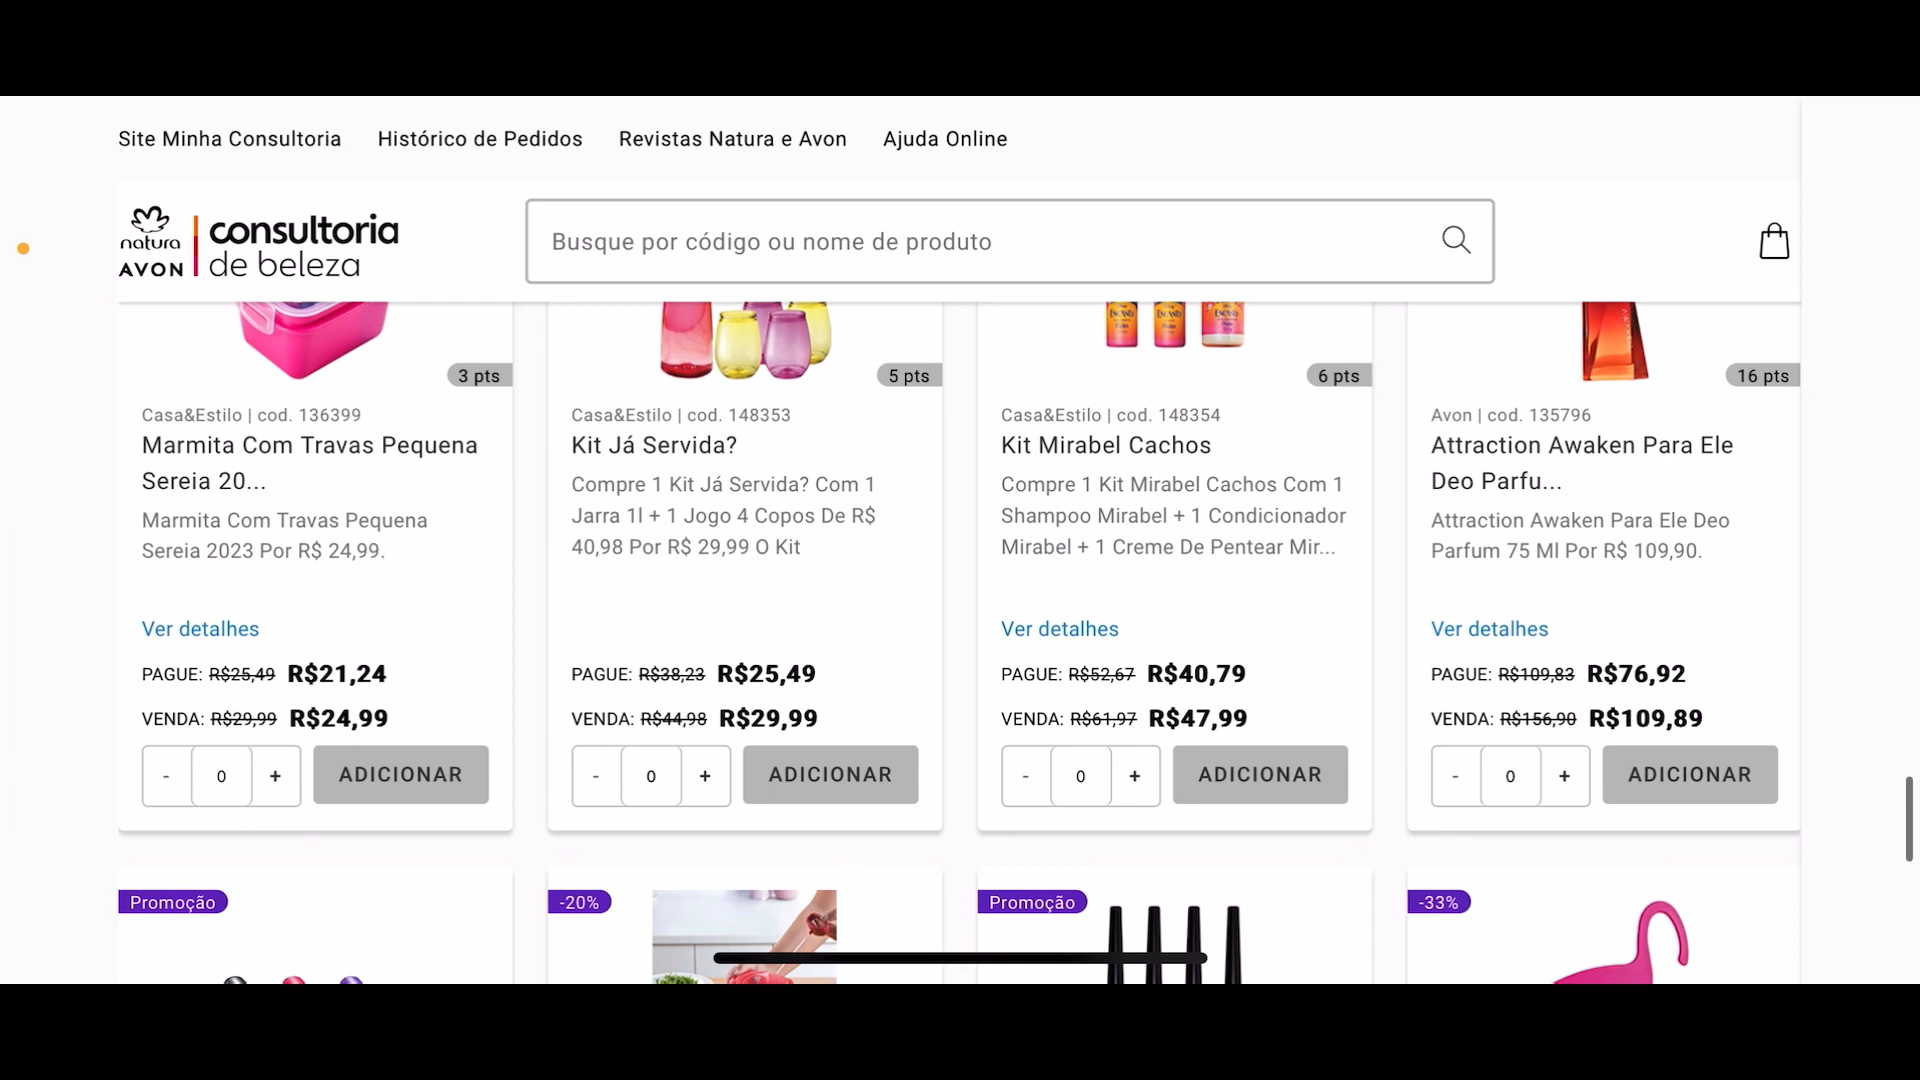 Site Minha Consultoria Histórico de Pedidos Revistas Natura e Avon Ajuda Online
natura
AVON
consultoria
de beleza
Busque por código ou nome de produto
3 pts
5 pts
6 pts
16 pts
Casa&Estilo | cod. 136399
Marmita Com Travas Pequena
Sereia 20...
Marmita Com Travas Pequena
Sereia 2023 Por R$ 24,99.
Ver detalhes
PAGUE: R$25,49 R$21,24
VENDA: R$29,99 R$24,99
- 0 + ADICIONAR
Casa&Estilo | cod. 148353
Kit Já Servida?
Compre 1 Kit Já Servida? Com 1
Jarra 1l + 1 Jogo 4 Copos De R$
40,98 Por R$ 29,99 O Kit
PAGUE: R$38,23 R$25,49
VENDA: R$44,98 R$29,99
- 0 + ADICIONAR
ENCANTO
ENCANTO
ENCANTO
Casa&Estilo | cod. 148354
Kit Mirabel Cachos
Compre 1 Kit Mirabel Cachos Com 1
Shampoo Mirabel + 1 Condicionador
Mirabel + 1 Creme De Pentear Mir...
Ver detalhes
PAGUE: R$52,67 R$40,79
VENDA: R$61,97 R$47,99
- 0 + ADICIONAR
Avon | cod. 135796
Attraction Awaken Para Ele
Deo Parfu...
Attraction Awaken Para Ele Deo
Parfum 75 Ml Por R$ 109,90.
Ver detalhes
PAGUE: R$109,83 R$76,92
VENDA: R$156,90 R$109,89
- 0 + ADICIONAR
Promoção
-20%
Promoção
-33%